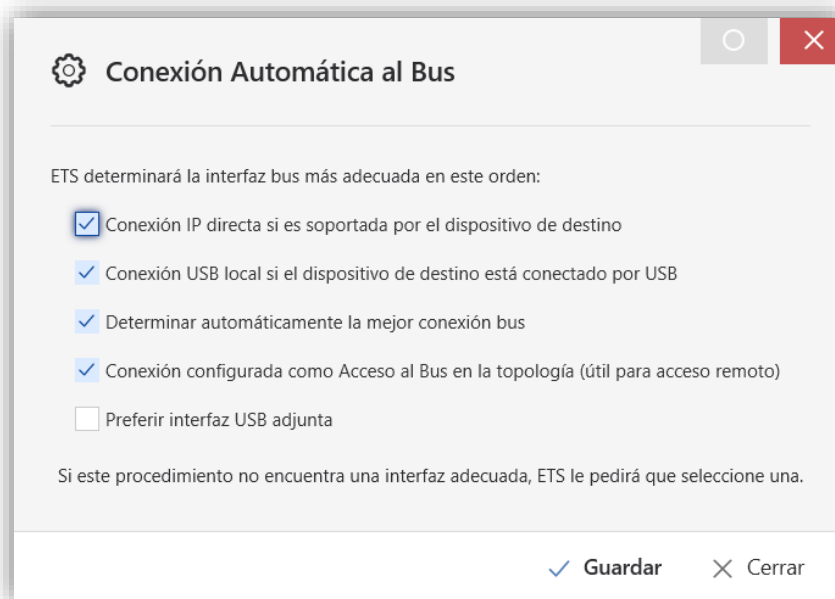 Conexión Automática al Bus
ETS determinará la interfaz bus más adecuada en este orden:
Conexión IP directa si es soportada por el dispositivo de destino
Conexión USB local si el dispositivo de destino está conectado por USB
Determinar automáticamente la mejor conexión bus
Conexión configurada como Acceso al Bus en la topología (útil para acceso remoto)
Preferir interfaz USB adjunta
Si este procedimiento no encuentra una interfaz adecuada, ETS le pedirá que seleccione una.
Guardar Cerrar